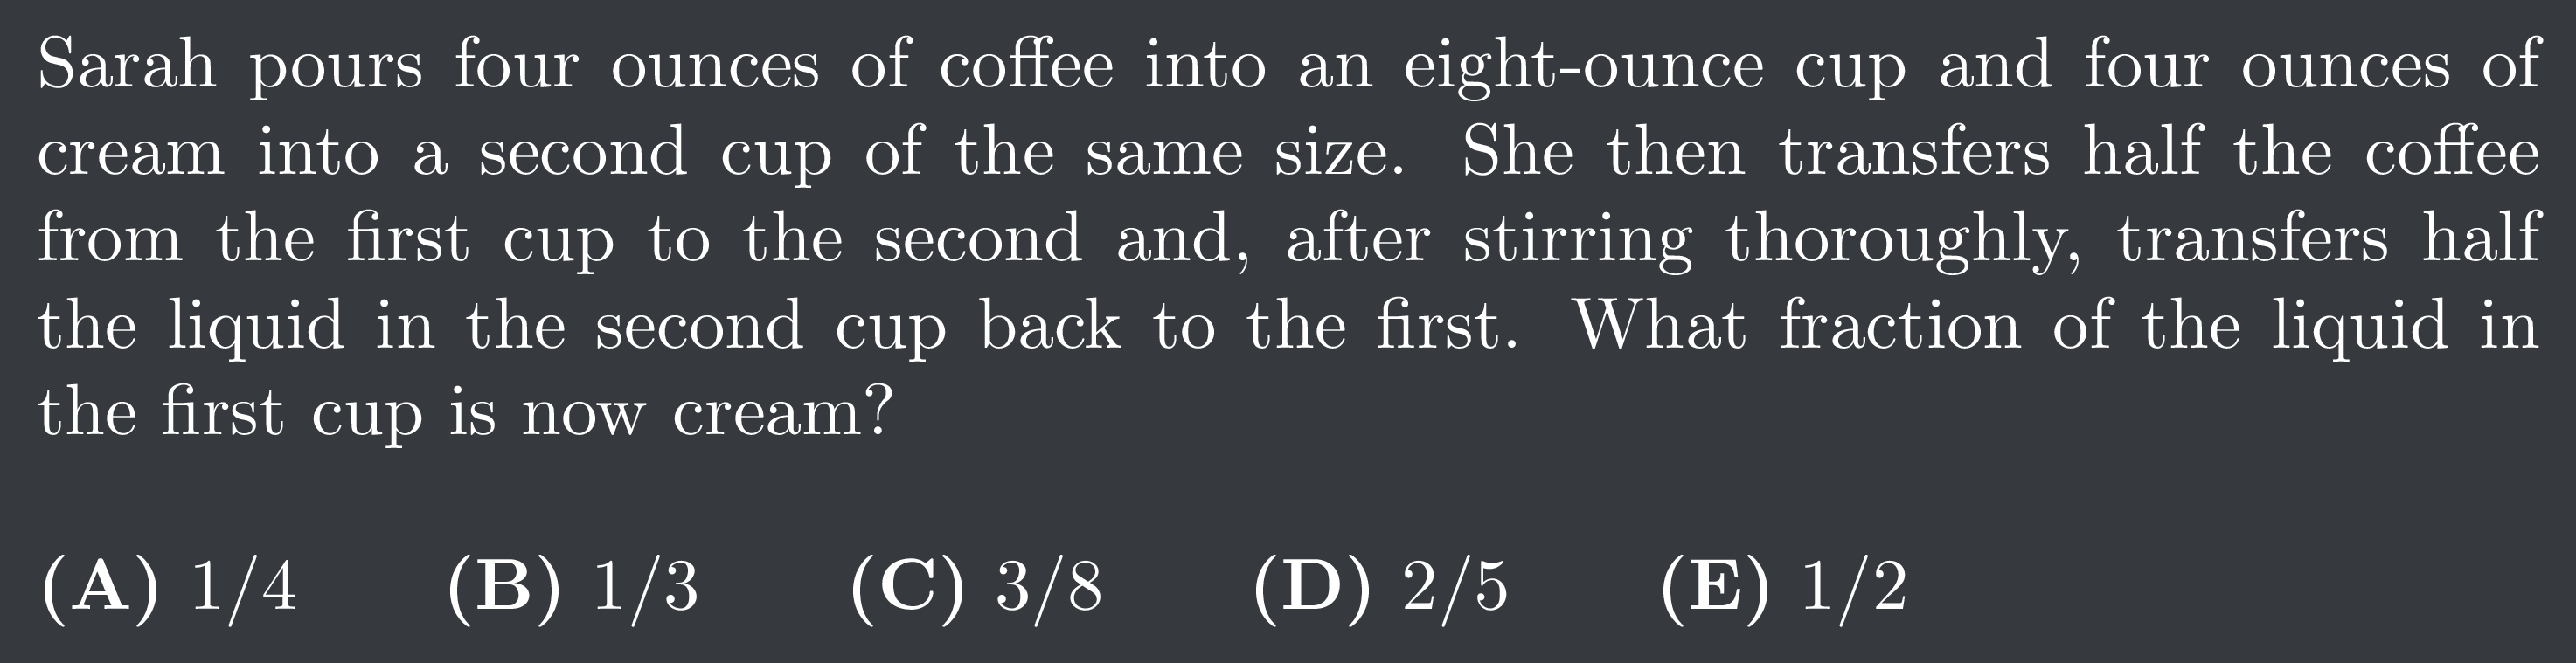 Sarah pours four ounces of coffee into an eight-ounce cup and four ounces of
cream into a second cup of the same size. She then transfers half the coffee
from the first cup to the second and, after stirring thoroughly, transfers half
the liquid in the second cup back to the first. What fraction of the liquid in
the first cup is now cream?
(A) 1/4 (B) 1/3 (C) 3/8 (D) 2/5 (E) 1/2